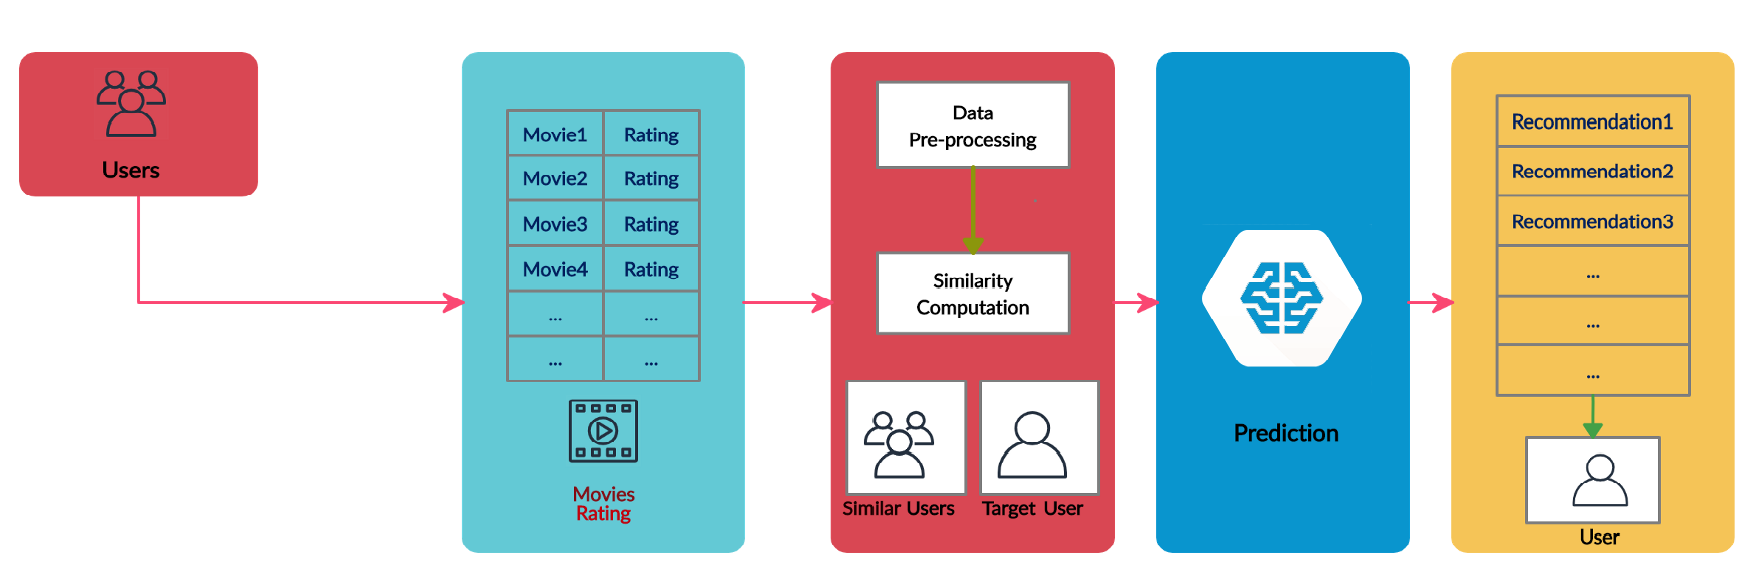 Users
Movie1 Rating
Movie2 Rating
Movie3 Rating
Movie4 Rating
... ...
... ...
Movies
Rating
Data
Pre-processing
Similarity
Computation
Similar Users
Target User
Prediction
Recommendation1
Recommendation2
Recommendation3
...
...
...
User